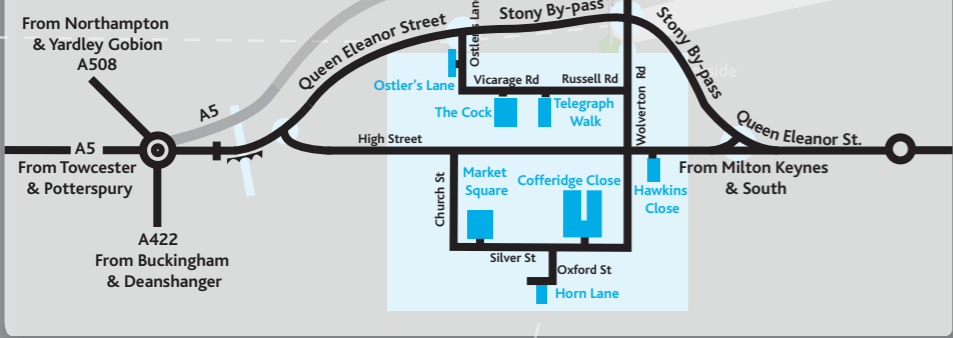 From Northampton
& Yardley Gobion
A508
A5
Queen Eleanor Street
Stony By-pass
Stony By-pass
Ostler's Lane
Vicarage Rd
Russell Rd
Ostler's Lane
The Cock
Telegraph
Walk
Wolverton Rd
High Street
Queen Eleanor St.
A5
From Towcester
& Potterspury
A422
From Buckingham
& Deanshanger
Church St
Market
Square
Cofferidge Close
Hawkins
Close
From Milton Keynes
& South
Silver St
Oxford St
Horn Lane